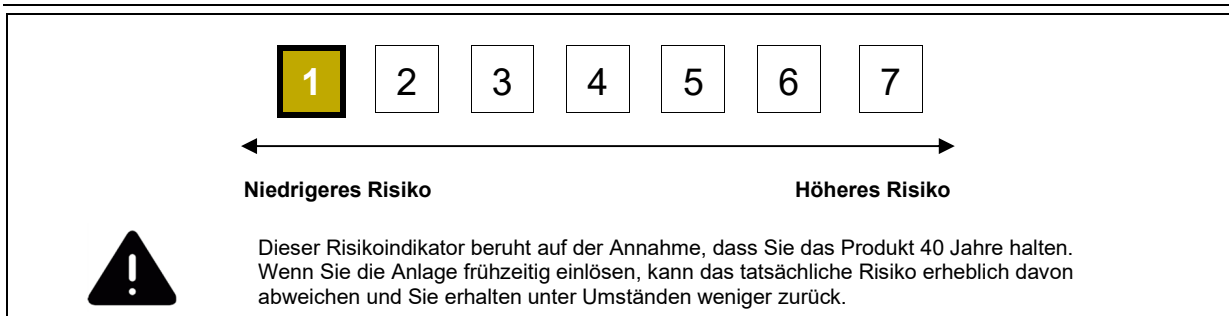 1 2 3 4 5 6 7
Niedrigeres Risiko Höheres Risiko
Dieser Risikoindikator beruht auf der Annahme, dass Sie das Produkt 40 Jahre halten.
Wenn Sie die Anlage frühzeitig einlösen, kann das tatsächliche Risiko erheblich davon
abweichen und Sie erhalten unter Umständen weniger zurück.